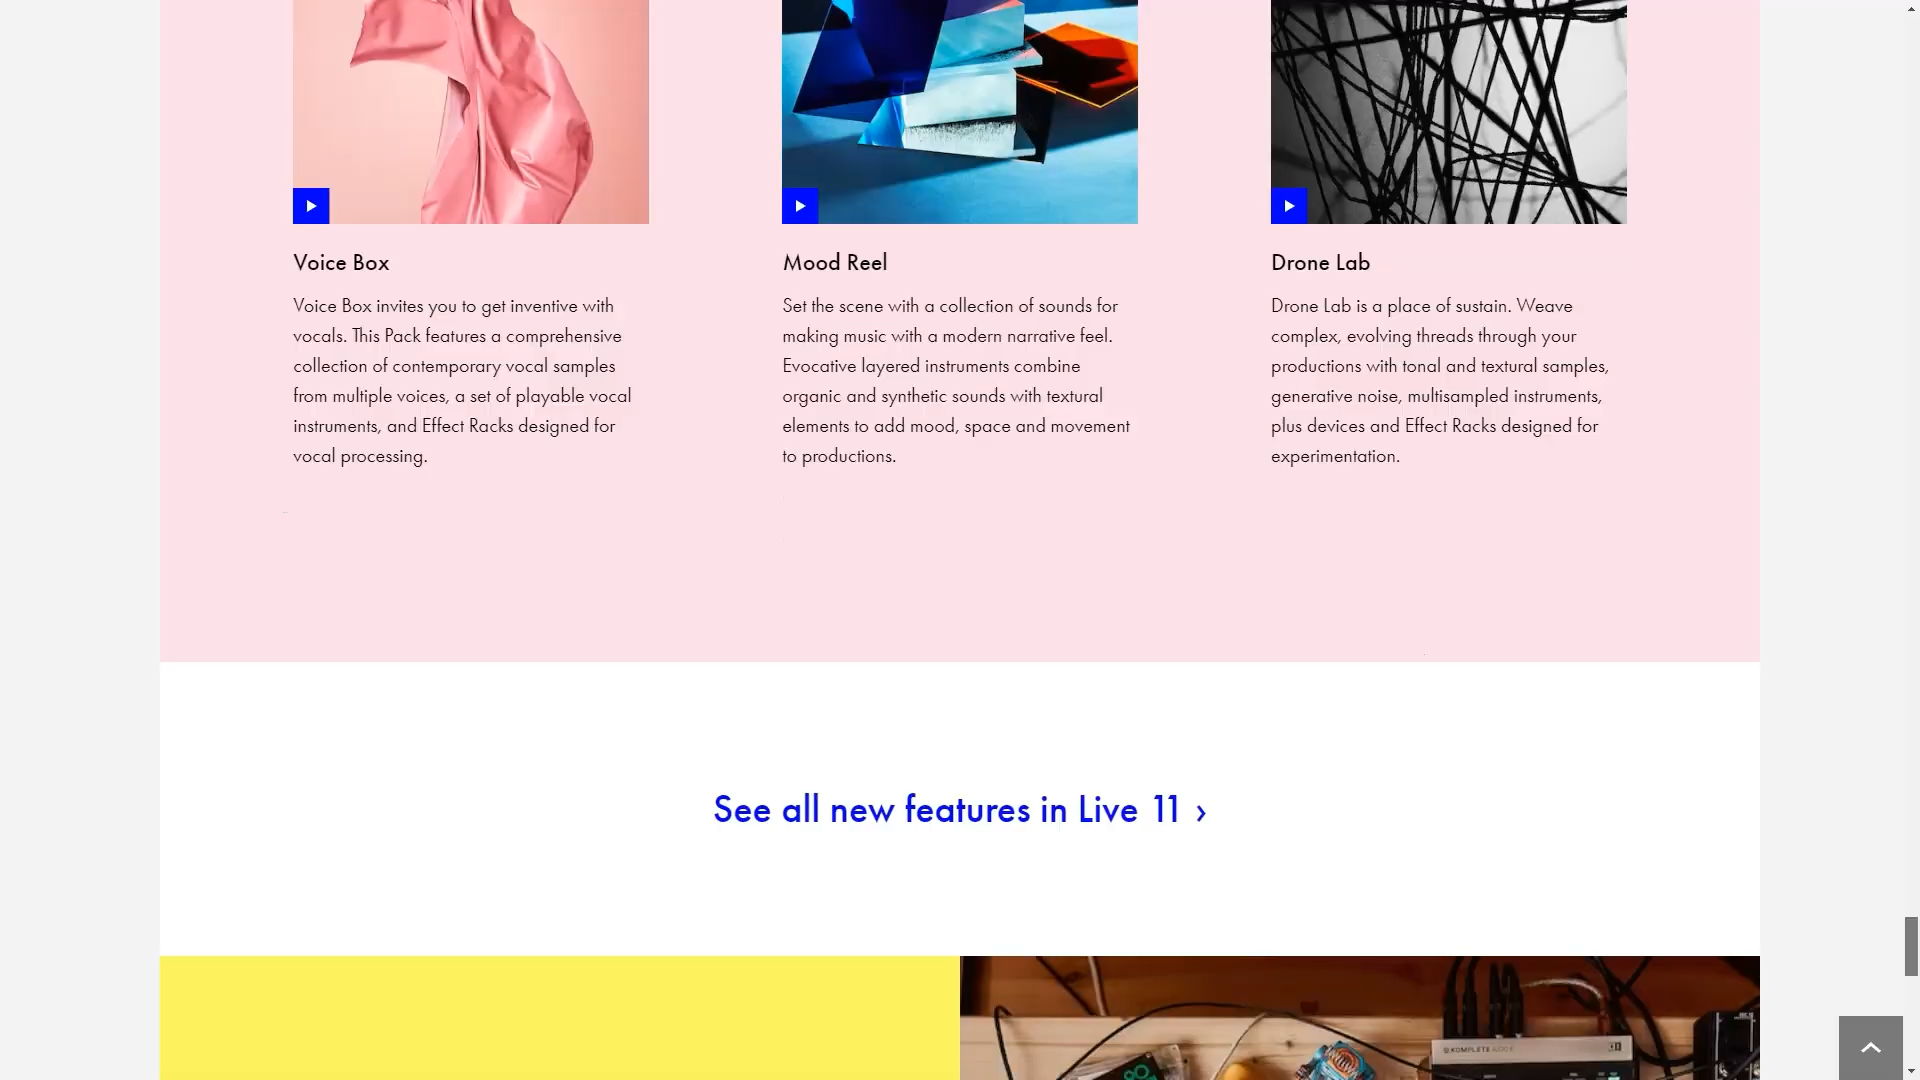 Voice Box
Voice Box invites you to get inventive with
vocals. This Pack features a comprehensive
collection of contemporary vocal samples
from multiple voices, a set of playable vocal
instruments, and Effect Racks designed for
vocal processing.
Mood Reel
Set the scene with a collection of sounds for
making music with a modern narrative feel.
Evocative layered instruments combine
organic and synthetic sounds with textural
elements to add mood, space and movement
to productions.
Drone Lab
Drone Lab is a place of sustain. Weave
complex, evolving threads through your
productions with tonal and textural samples,
generative noise, multisampled instruments,
plus devices and Effect Racks designed for
experimentation.
See all new features in Live 11 ›
KOMPLETE AUDIO 6